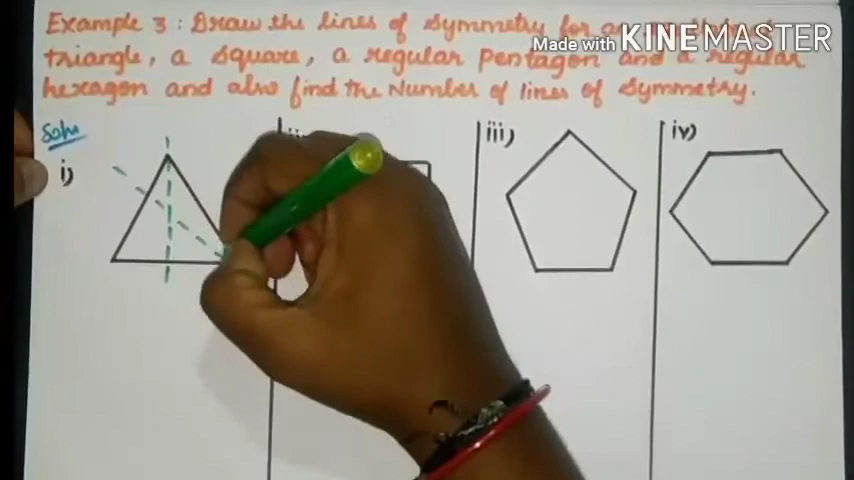 Example 3 : Draw the lines of symmetry for an
Made with KINEMASTER
triangle, a square, a regular pentagon and a regular
hexagon and also find the Number of lines of symmetry.
Soln
i)
iii)
iv)